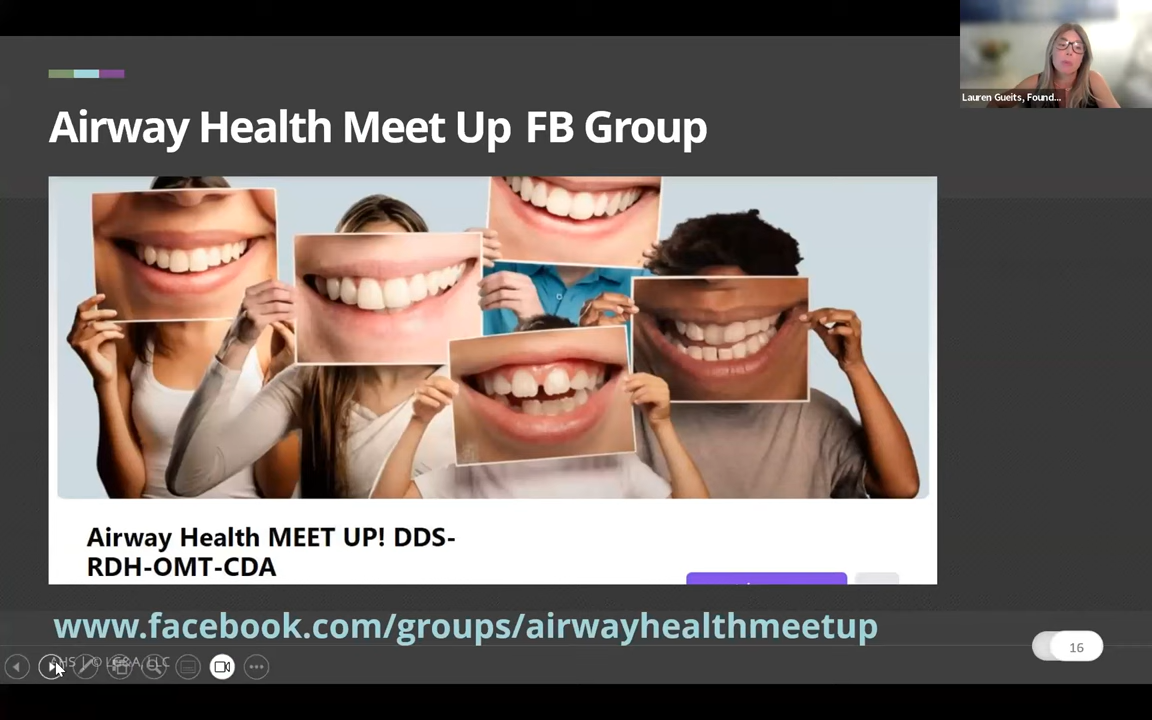 Lauren Gueits, Found...
Airway Health Meet Up FB Group
Airway Health MEET UP! DDS-
RDH-OMT-CDA
www.facebook.com/groups/airwayhealthmeetup
16